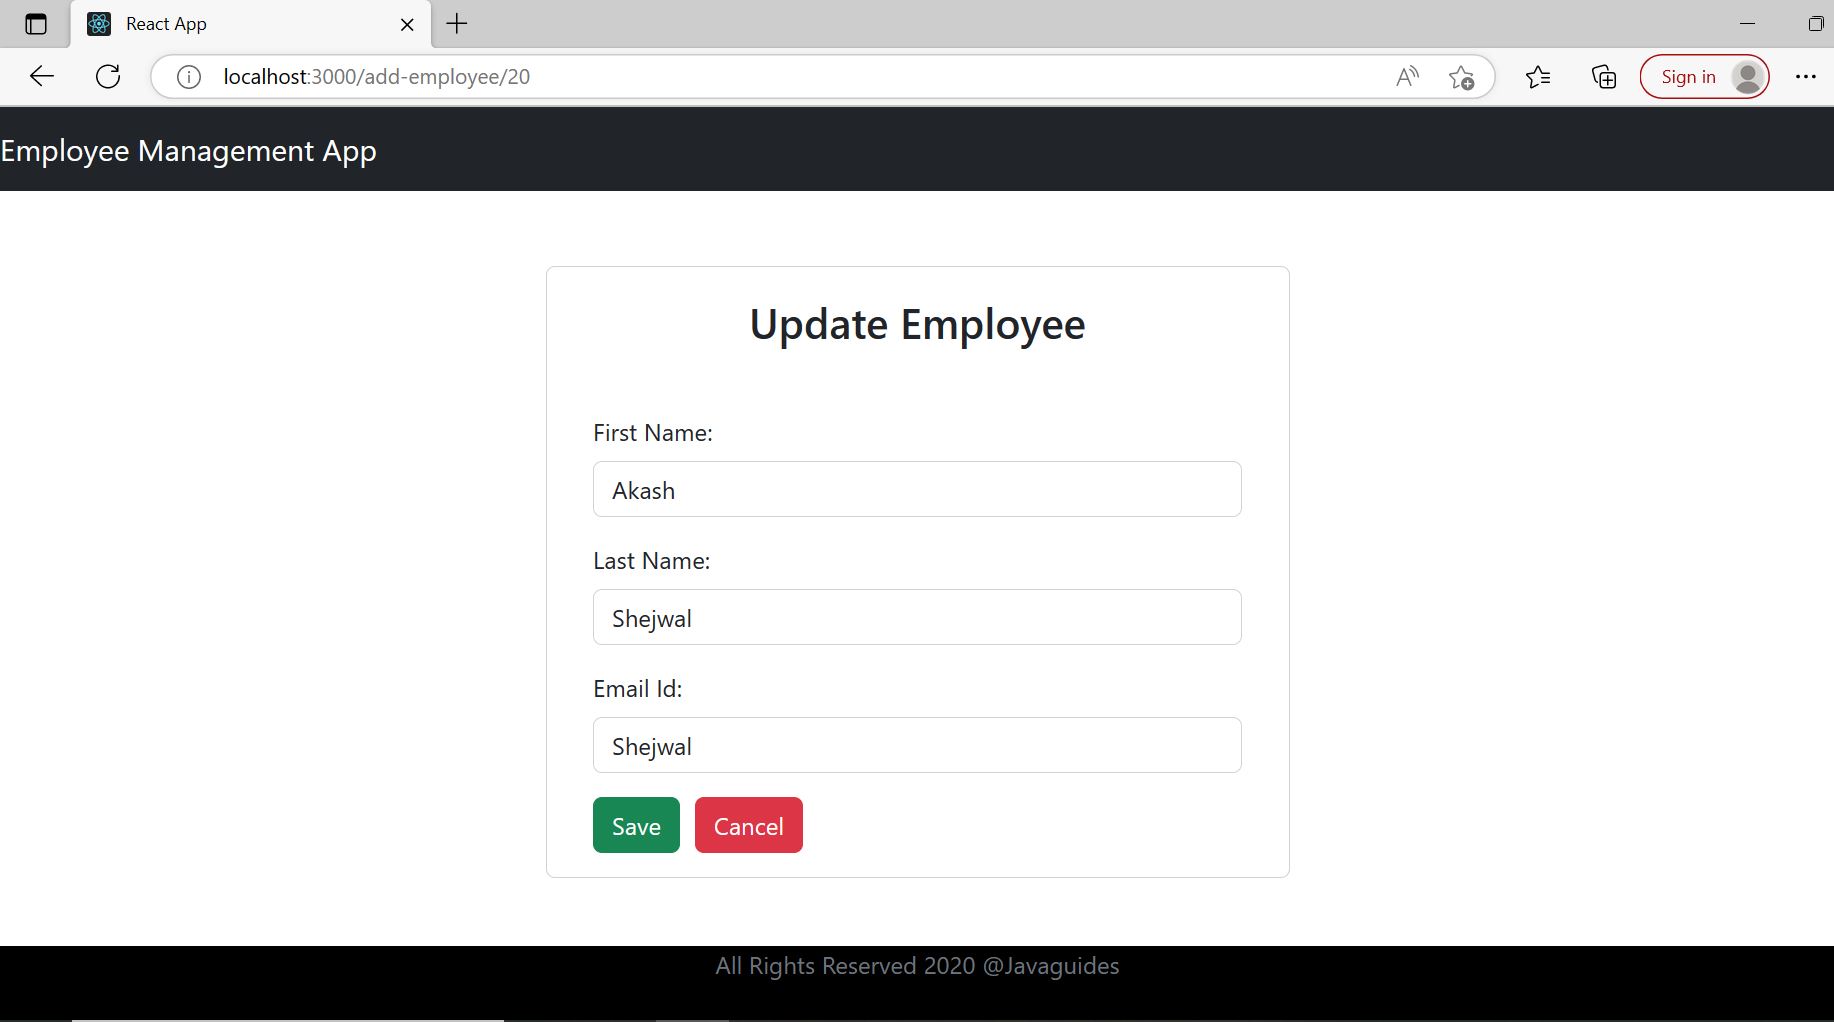 React App
localhost:3000/add-employee/20
Sign in
Employee Management App
Update Employee
First Name:
Akash
Last Name:
Shejwal
Email Id:
Shejwal
Save Cancel
All Rights Reserved 2020 @Javaguides